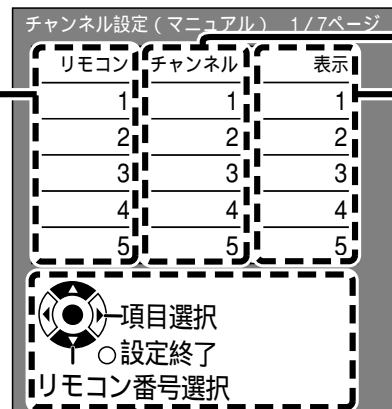 チャンネル設定（マニュアル） 1/7ページ
リモコン チャンネル 表示
1 1 1
2 2 2
3 3 3
4 4 4
5 5 5
項目選択
○設定終了
リモコン番号選択